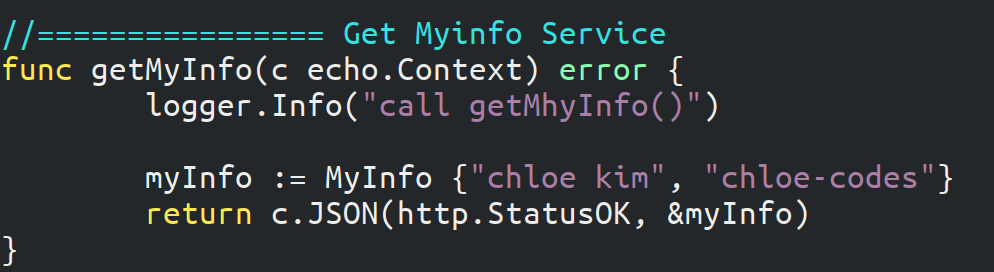 //================ Get Myinfo Service
func getMyInfo(c echo.Context) error {
logger.Info("call getMhyInfo()")
myInfo := MyInfo {"chloe kim", "chloe-codes"}
return c.JSON(http.StatusOK, &myInfo)
}